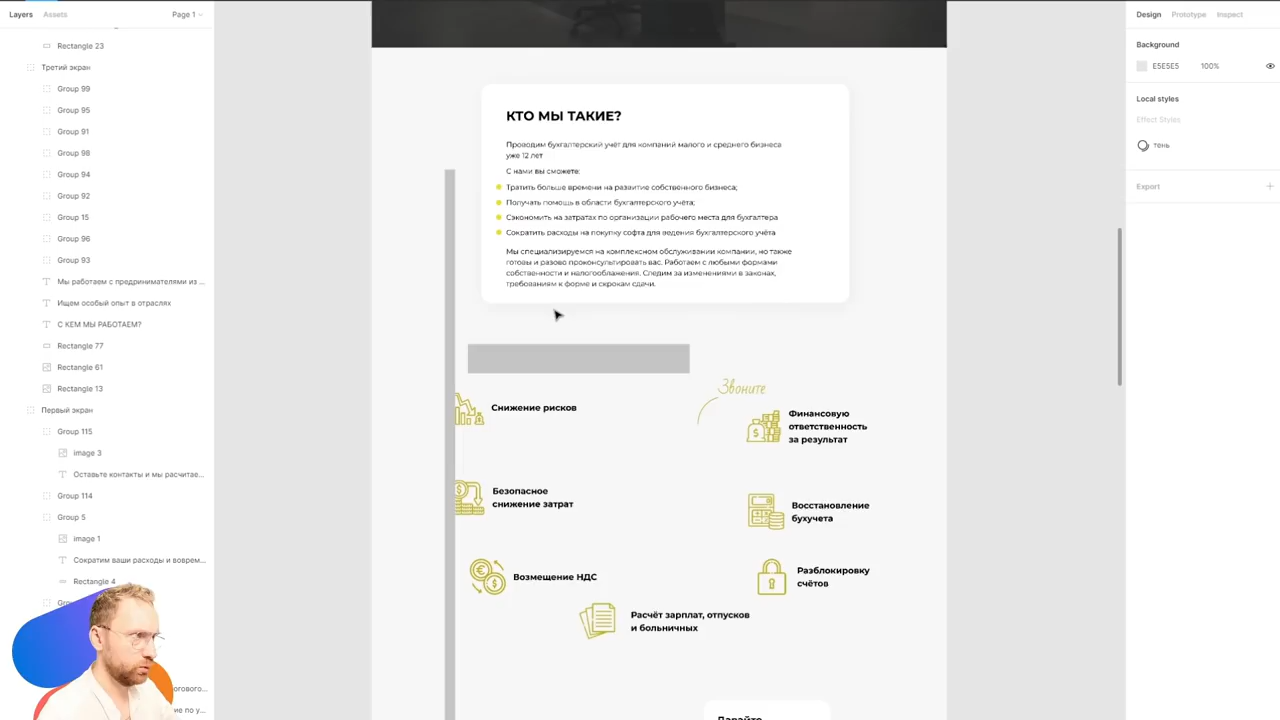 Layers
Assets
Page 1
Rectangle 23
Третий экран
Group 99
Group 95
Group 91
Group 98
Group 94
Group 92
Group 15
Group 96
Group 93
Мы работаем с предринимателями из ...
Ищем особый опыт в отраслях
С КЕМ МЫ РАБОТАЕМ?
Rectangle 77
Rectangle 61
Rectangle 13
Первый экран
Group 115
image 3
Оставьте контакты и мы расчитае...
Group 114
Group 5
image 1
Сократим ваши расходы и воврем...
Rectangle 4
КТО МЫ ТАКИЕ?
Проводим бухгалтерский учёт для компаний малого и среднего бизнеса
уже 12 лет
С нами вы сможете:
Тратить больше времени на развитие собственного бизнеса;
Получать помощь в области бухгалтерского учёта;
Сэкономить на затратах по организации рабочего места для бухгалтера
Сократить расходы на покупку софта для ведения бухгалтерского учёта
Мы специализируемся на комплексном обслуживании компании, но также
готовы и разово проконсультировать вас. Работаем с любыми формами
собственности и налогообложения. Следим за изменениями в законах,
требованиям к форме и скрокам сдачи.
Звоните
Снижение рисков
Финансовую
ответственность
за результат
Безопасное
снижение затрат
Восстановление
бухучета
Возмещение НДС
Разблокировку
счётов
Расчёт зарплат, отпусков
и больничных
Давайте
Design
Prototype
Inspect
Background
E5E5E5
100%
Local styles
Effect Styles
тень
Export